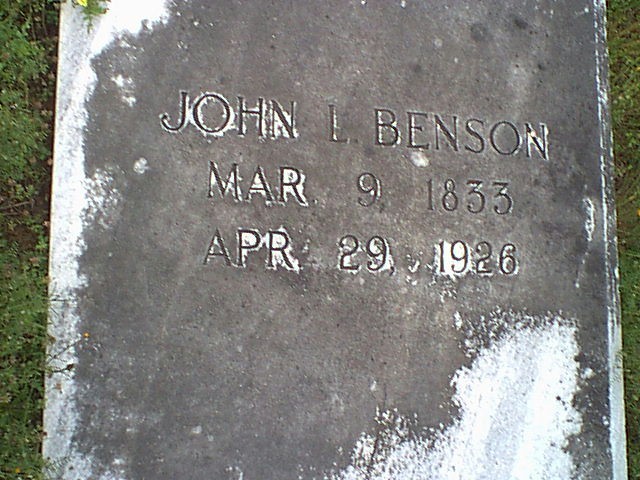 JOHN L. BENSON
MAR. 9, 1833
APR. 29, 1926